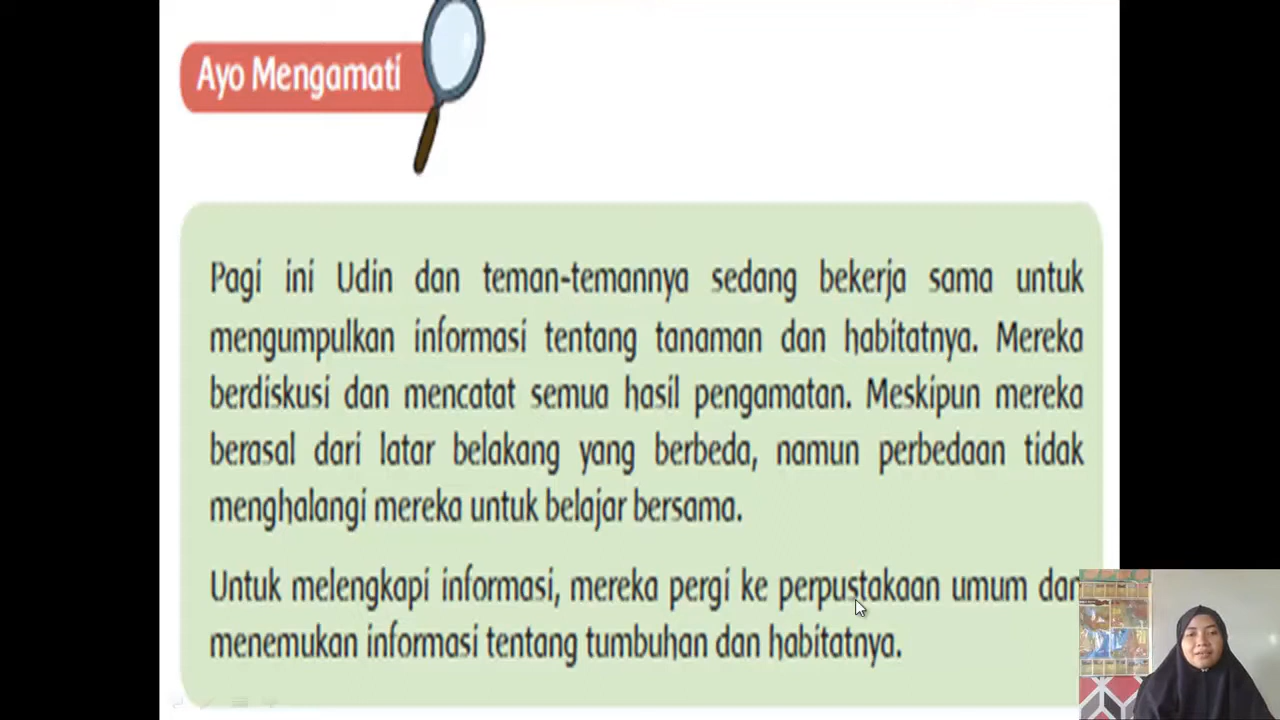 Ayo Mengamati
Pagi ini Udin dan teman-temannya sedang bekerja sama untuk
mengumpulkan informasi tentang tanaman dan habitatnya. Mereka
berdiskusi dan mencatat semua hasil pengamatan. Meskipun mereka
berasal dari latar belakang yang berbeda, namun perbedaan tidak
menghalangi mereka untuk belajar bersama.
Untuk melengkapi informasi, mereka pergi ke perpustakaan umum dan
menemukan informasi tentang tumbuhan dan habitatnya.